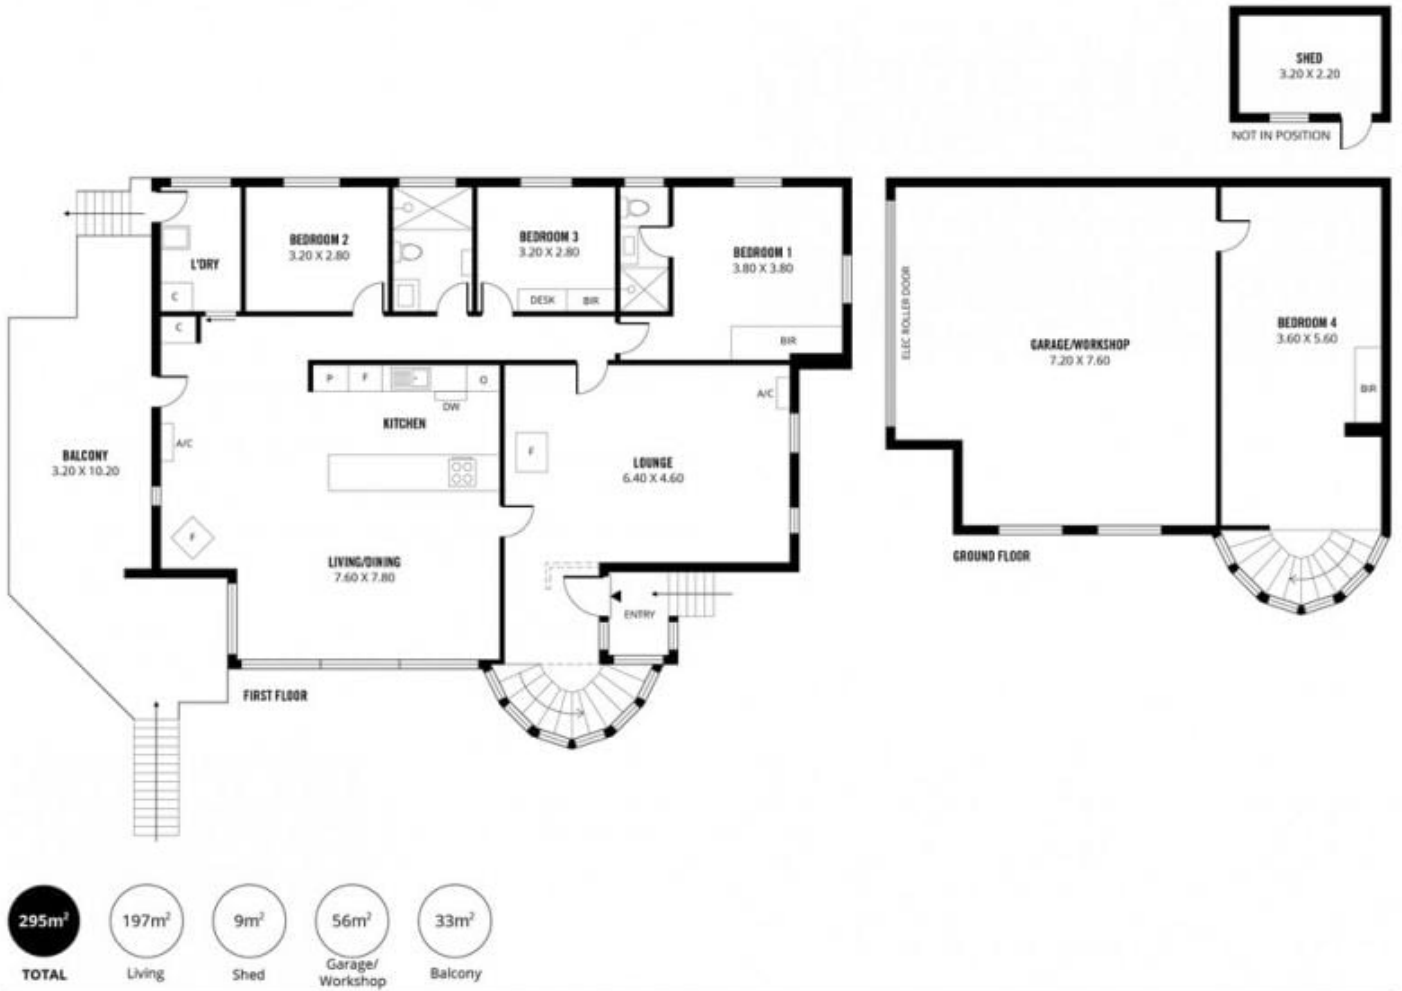 SHED
3.20 X 2.20
NOT IN POSITION
L'DRY
C
C
BEDROOM 2
3.20 X 2.80
BEDROOM 3
3.20 X 2.80
DESK
BIR
BEDROOM 1
3.80 X 3.80
BIR
P
F
O
DW
KITCHEN
A/C
A/C
BALCONY
3.20 X 10.20
F
LOUNGE
6.40 X 4.60
F
LIVING/DINING
7.60 X 7.80
ENTRY
FIRST FLOOR
ELEC ROLLER DOOR
GARAGE/WORKSHOP
7.20 X 7.60
BEDROOM 4
3.60 X 5.60
BIR
GROUND FLOOR
295m²
TOTAL
197m²
Living
9m²
Shed
56m²
Garage/
Workshop
33m²
Balcony